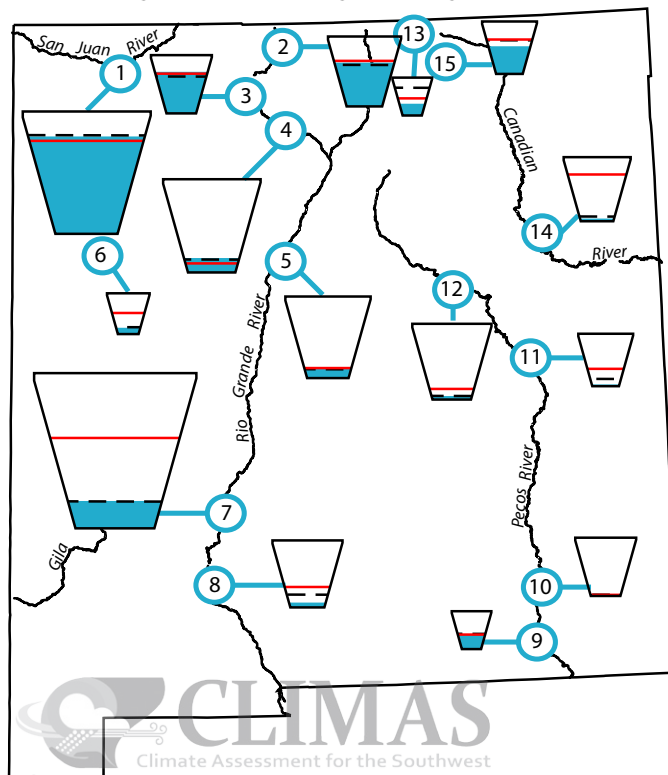 San Juan River
1
2
3
4
13
15
Canadian
14
River
6
5
12
11
Rio Grande River
7
Pecos River
Gila
8
10
9
CLIMAS
Climate Assessment for the Southwest